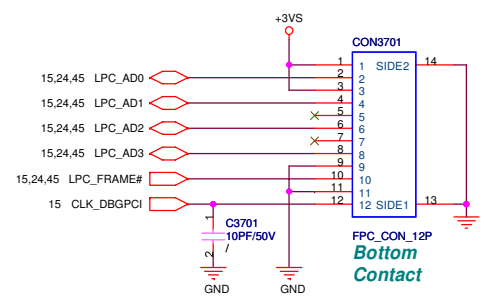 +3VS
CON3701
1 1 SIDE2 14
15,24,45 LPC_AD0 2 2
3 3
15,24,45 LPC_AD1 4 4
5 5
15,24,45 LPC_AD2 6 6
7 7
15,24,45 LPC_AD3 8 8
9 9
15,24,45 LPC_FRAME# 10 10
11 11
15 CLK_DBGPCI 12 12 SIDE1 13
1 C3701
10PF/50V
2 /
GND GND
FPC_CON_12P
Bottom
Contact